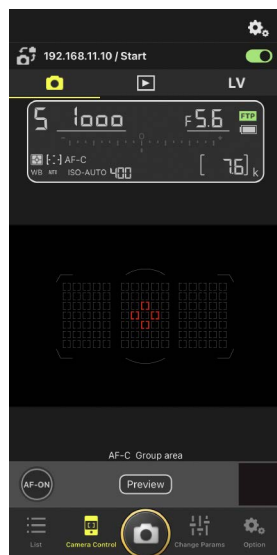 192.168.11.10 / Start
LV
S 1000 F5.6 FTP
[·:·] AF-C
WB ISO-AUTO 400 [ 7.6] k
AF-C Group area
AF-ON Preview
List Camera Control Change Params Option